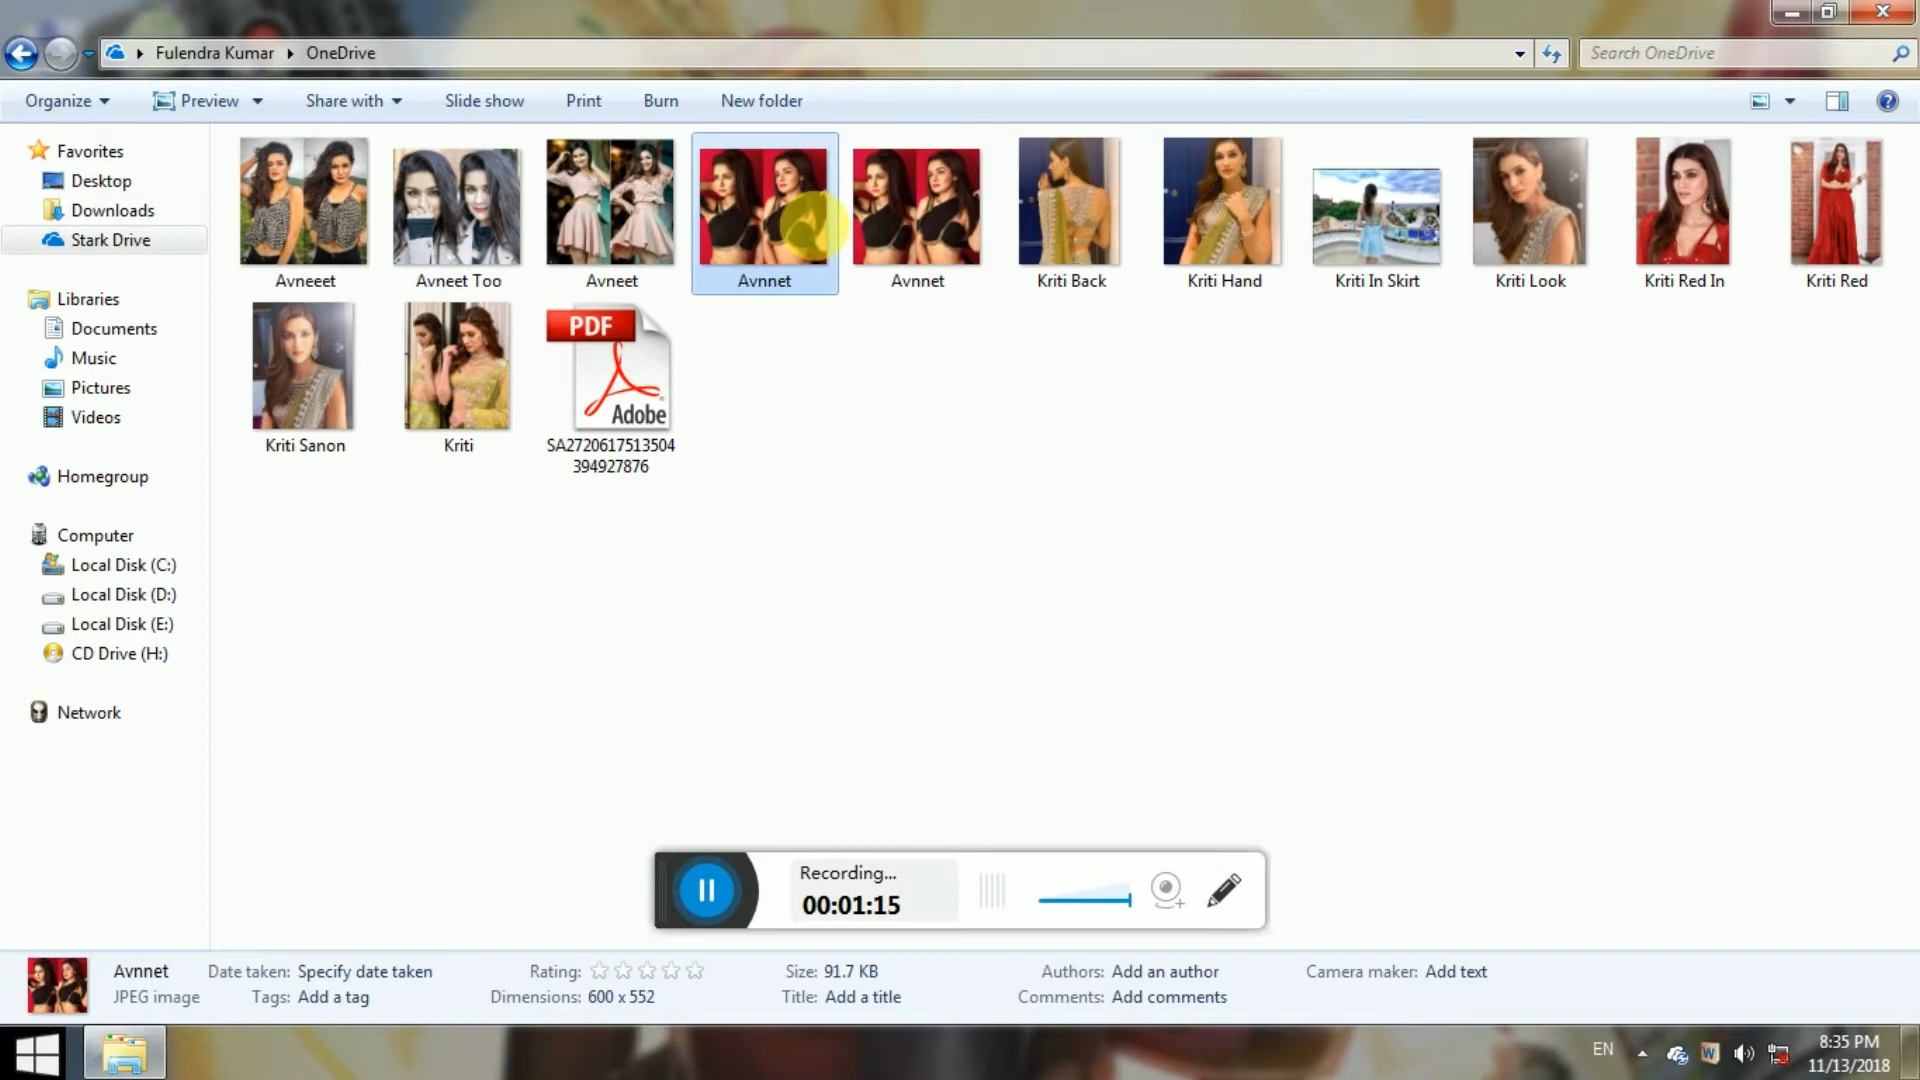 Fulendra Kumar OneDrive
Search OneDrive
Organize Preview Share with Slide show Print Burn New folder
Favorites
Desktop
Downloads
Stark Drive
Libraries
Documents
Music
Pictures
Videos
Homegroup
Computer
Local Disk (C:)
Local Disk (D:)
Local Disk (E:)
CD Drive (H:)
Network
Avneeet Avneet Too Avneet Avnnet Avnnet Kriti Back Kriti Hand Kriti In Skirt Kriti Look Kriti Red In Kriti Red
PDF
Adobe
Kriti Sanon Kriti SA2720617513504
394927876
Recording...
00:01:15
Avnnet Date taken: Specify date taken Rating: Size: 91.7 KB Authors: Add an author Camera maker: Add text
JPEG image Tags: Add a tag Dimensions: 600 x 552 Title: Add a title Comments: Add comments
EN
W
8:35 PM
11/13/2018